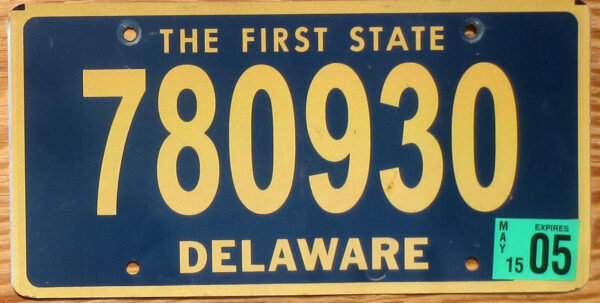 THE FIRST STATE
780930
DELAWARE
MAY
15
EXPIRES
05